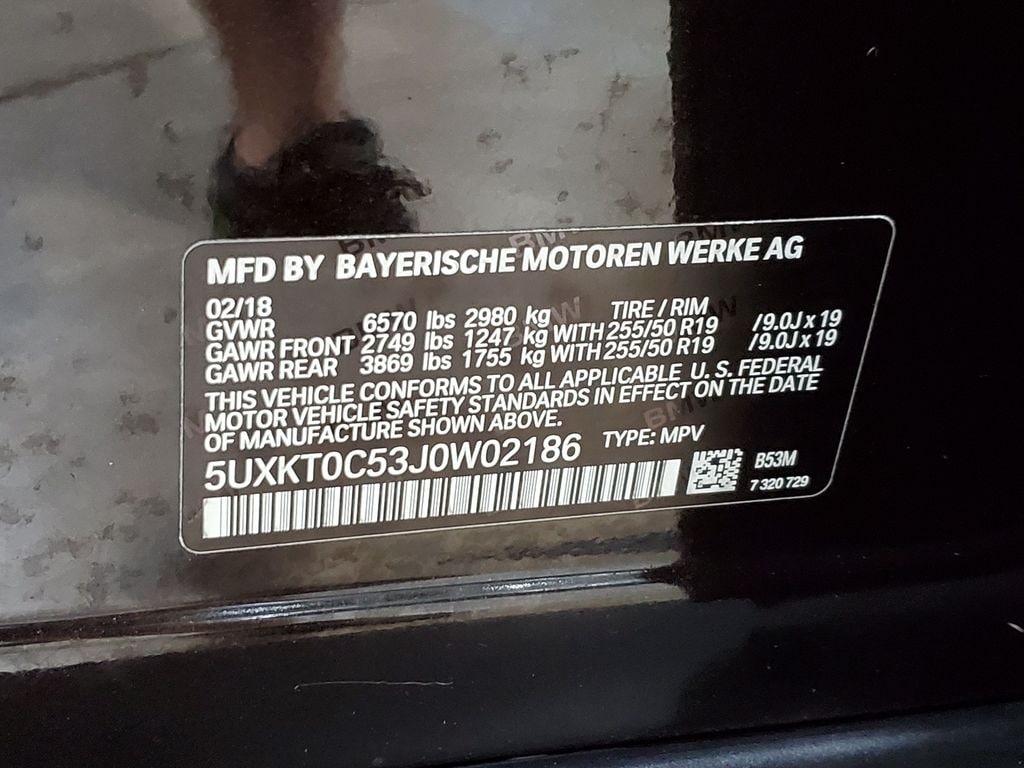 MFD BY BAYERISCHE MOTOREN WERKE AG
02/18 TIRE / RIM
GVWR 6570 lbs 2980 kg
GAWR FRONT 2749 lbs 1247 kg WITH 255/50 R19 /9.0J x 19
GAWR REAR 3869 lbs 1755 kg WITH 255/50 R19 /9.0J x 19
THIS VEHICLE CONFORMS TO ALL APPLICABLE U. S. FEDERAL
MOTOR VEHICLE SAFETY STANDARDS IN EFFECT ON THE DATE
OF MANUFACTURE SHOWN ABOVE.
5UXKT0C53J0W02186 TYPE: MPV
B53M
7 320 729